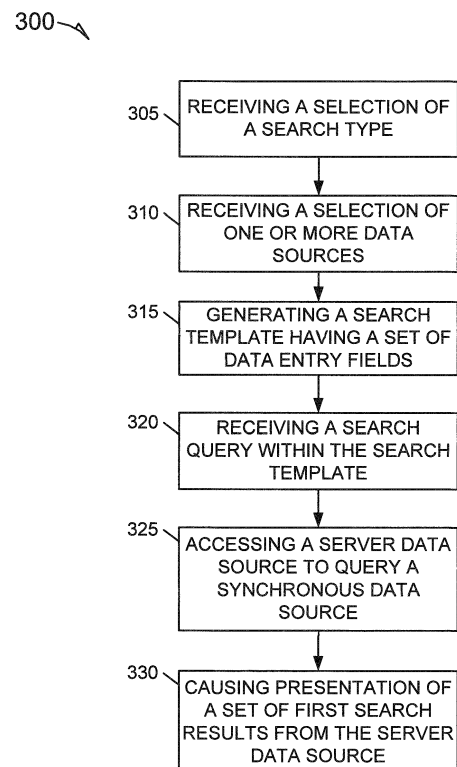 300
305
RECEIVING A SELECTION OF
A SEARCH TYPE
310
RECEIVING A SELECTION OF
ONE OR MORE DATA
SOURCES
315
GENERATING A SEARCH
TEMPLATE HAVING A SET OF
DATA ENTRY FIELDS
320
RECEIVING A SEARCH
QUERY WITHIN THE SEARCH
TEMPLATE
325
ACCESSING A SERVER DATA
SOURCE TO QUERY A
SYNCHRONOUS DATA
SOURCE
330
CAUSING PRESENTATION OF
A SET OF FIRST SEARCH
RESULTS FROM THE SERVER
DATA SOURCE